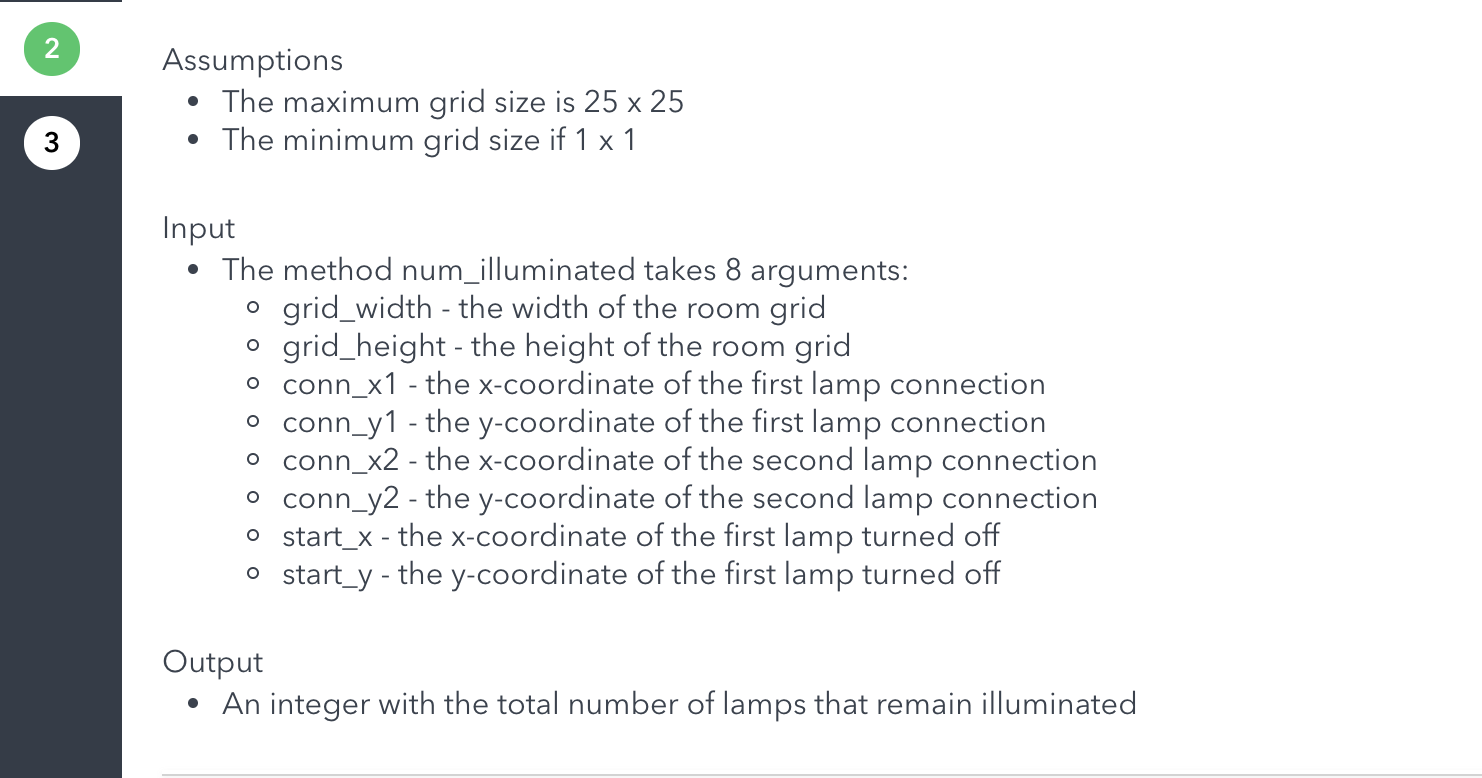 2
3
Assumptions
• The maximum grid size is 25 x 25
• The minimum grid size if 1 x 1
Input
• The method num_illuminated takes 8 arguments:
○ grid_width - the width of the room grid
○ grid_height - the height of the room grid
○ conn_x1 - the x-coordinate of the first lamp connection
○ conn_y1 - the y-coordinate of the first lamp connection
○ conn_x2 - the x-coordinate of the second lamp connection
○ conn_y2 - the y-coordinate of the second lamp connection
○ start_x - the x-coordinate of the first lamp turned off
○ start_y - the y-coordinate of the first lamp turned off
Output
• An integer with the total number of lamps that remain illuminated